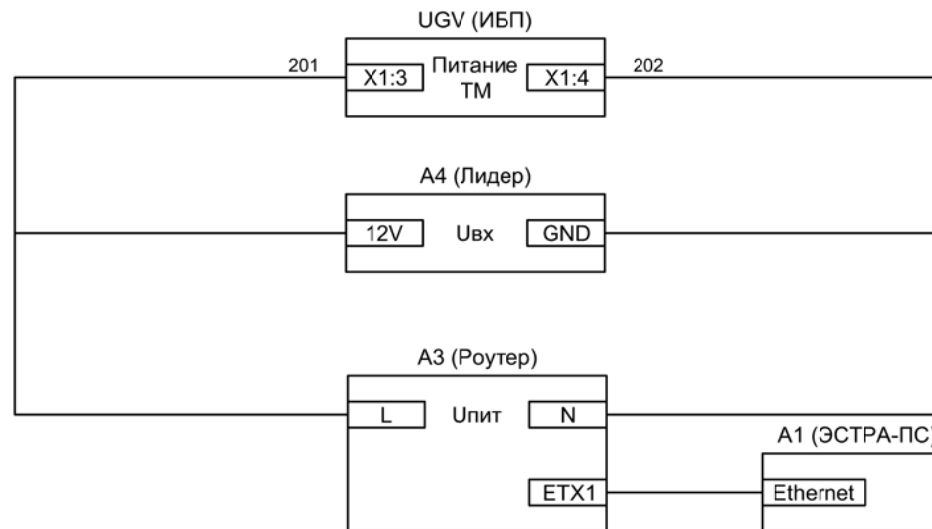 UGV (ИБП)
201
X1:3
Питание
ТМ
X1:4
202
A4 (Лидер)
12V
Uвх
GND
A3 (Роутер)
L
Uпит
N
A1 (ЭСТРА-ПС)
ETX1
Ethernet